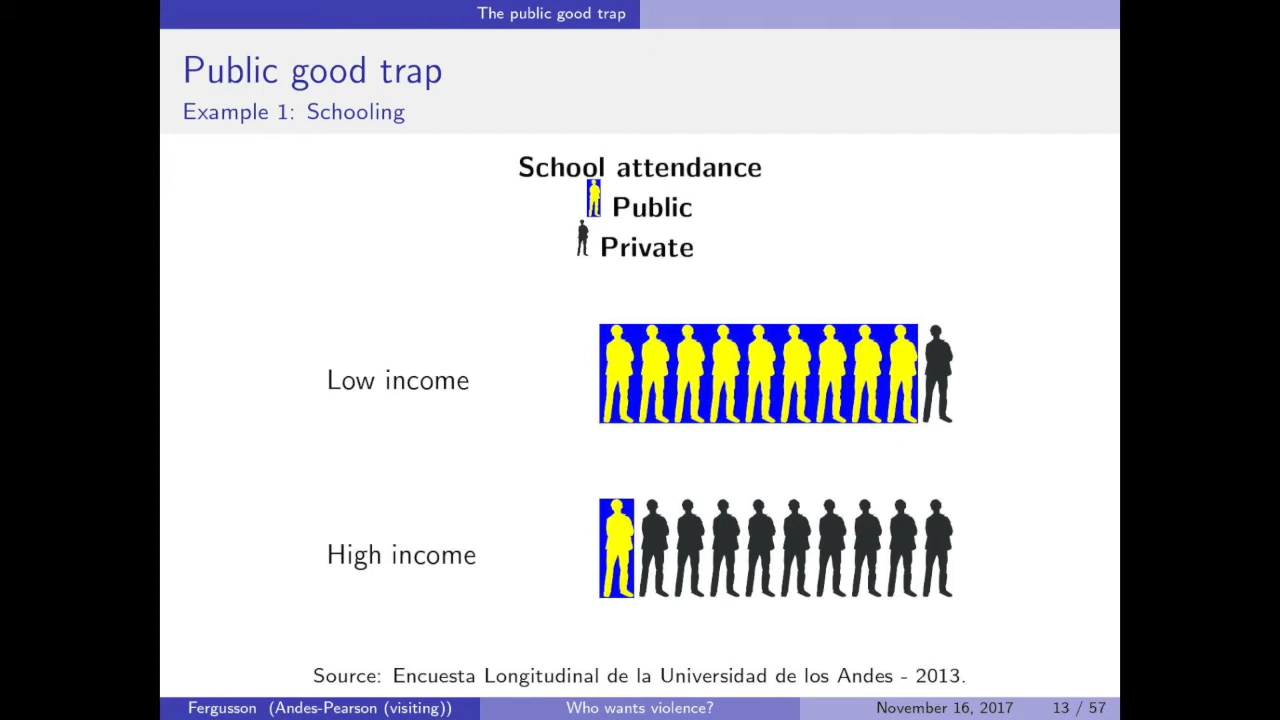 The public good trap
Public good trap
Example 1: Schooling
School attendance
Public
Private
Low income
High income
Source: Encuesta Longitudinal de la Universidad de los Andes - 2013.
Fergusson (Andes-Pearson (visiting)) Who wants violence? November 16, 2017 13 / 57